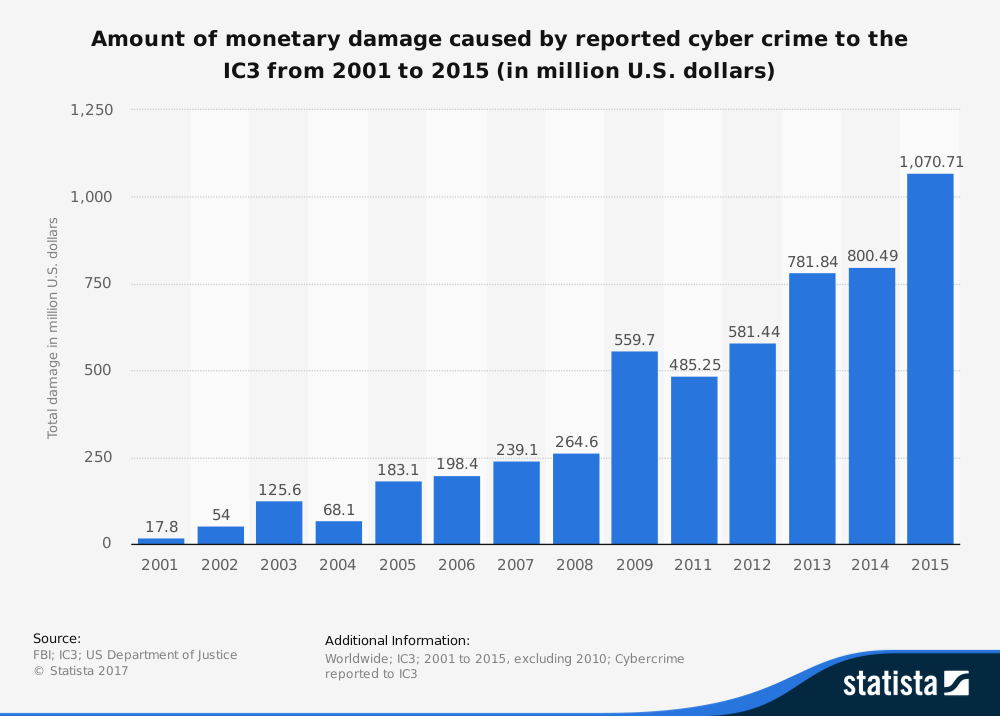 Amount of monetary damage caused by reported cyber crime to the
IC3 from 2001 to 2015 (in million U.S. dollars)
Total damage in million U.S. dollars
1,250
1,000
750
500
250
0
17.8
54
125.6
68.1
183.1
198.4
239.1
264.6
559.7
485.25
581.44
781.84
800.49
1,070.71
2001 2002 2003 2004 2005 2006 2007 2008 2009 2011 2012 2013 2014 2015
Source:
FBI; IC3; US Department of Justice
© Statista 2017
Additional Information:
Worldwide; IC3; 2001 to 2015, excluding 2010; Cybercrime
reported to IC3
statista